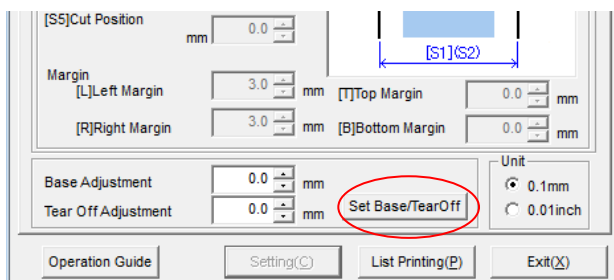 [S5]Cut Position
mm 0.0
[S1](S2)
Margin
[L]Left Margin 3.0 mm [T]Top Margin 0.0 mm
[R]Right Margin 3.0 mm [B]Bottom Margin 0.0 mm
Unit
Base Adjustment 0.0 mm 0.1mm
Tear Off Adjustment 0.0 mm Set Base/TearOff 0.01inch
Operation Guide Setting(C) List Printing(P) Exit(X)